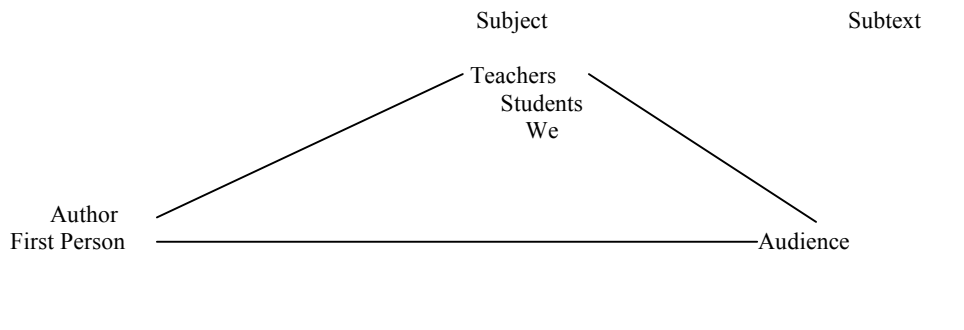 Subject Subtext
Teachers
Students
We
Author
First Person Audience